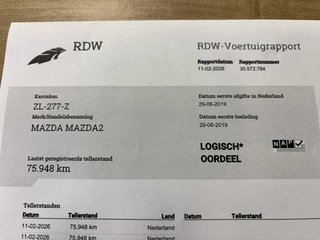 RDW
RDW-Voertuigrapport
Rapportdatum Rapportnummer
11-02-2026 30.572.784
Kenteken
ZL-277-Z
Merk/Handelsbenaming
MAZDA MAZDA2
Datum eerste afgifte in Nederland
29-06-2019
Datum eerste toelating
29-06-2019
Laatst geregistreerde tellerstand
75.948 km
LOGISCH*
OORDEEL
NAP
Tellerstanden
Datum Tellerstand Land Datum Tellerstand
11-02-2026 75,948 km Nederland
11-02-2026 75,948 km Nederland